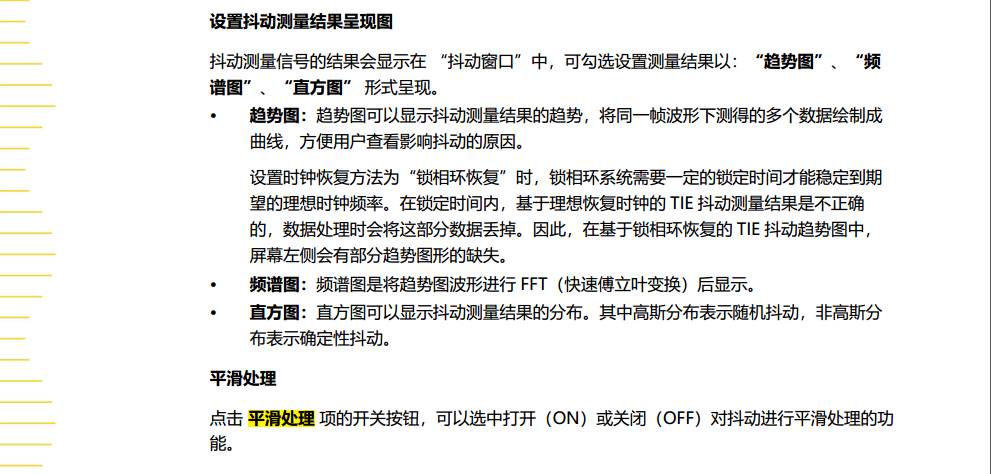 设置抖动测量结果呈现图
抖动测量信号的结果会显示在 “抖动窗口”中，可勾选设置测量结果以：“趋势图”、“频
谱图”、“直方图” 形式呈现。
• 趋势图：趋势图可以显示抖动测量结果的趋势，将同一帧波形下测得的多个数据绘制成
曲线，方便用户查看影响抖动的原因。
设置时钟恢复方法为“锁相环恢复”时，锁相环系统需要一定的锁定时间才能稳定到期
望的理想时钟频率。在锁定时间内，基于理想恢复时钟的 TIE 抖动测量结果是不正确
的，数据处理时会将这部分数据丢掉。因此，在基于锁相环恢复的 TIE 抖动趋势图中，
屏幕左侧会有部分趋势图形的缺失。
• 频谱图：频谱图是将趋势图波形进行 FFT（快速傅立叶变换）后显示。
• 直方图：直方图可以显示抖动测量结果的分布。其中高斯分布表示随机抖动，非高斯分
布表示确定性抖动。
平滑处理
点击 平滑处理 项的开关按钮，可以选中打开（ON）或关闭（OFF）对抖动进行平滑处理的功
能。